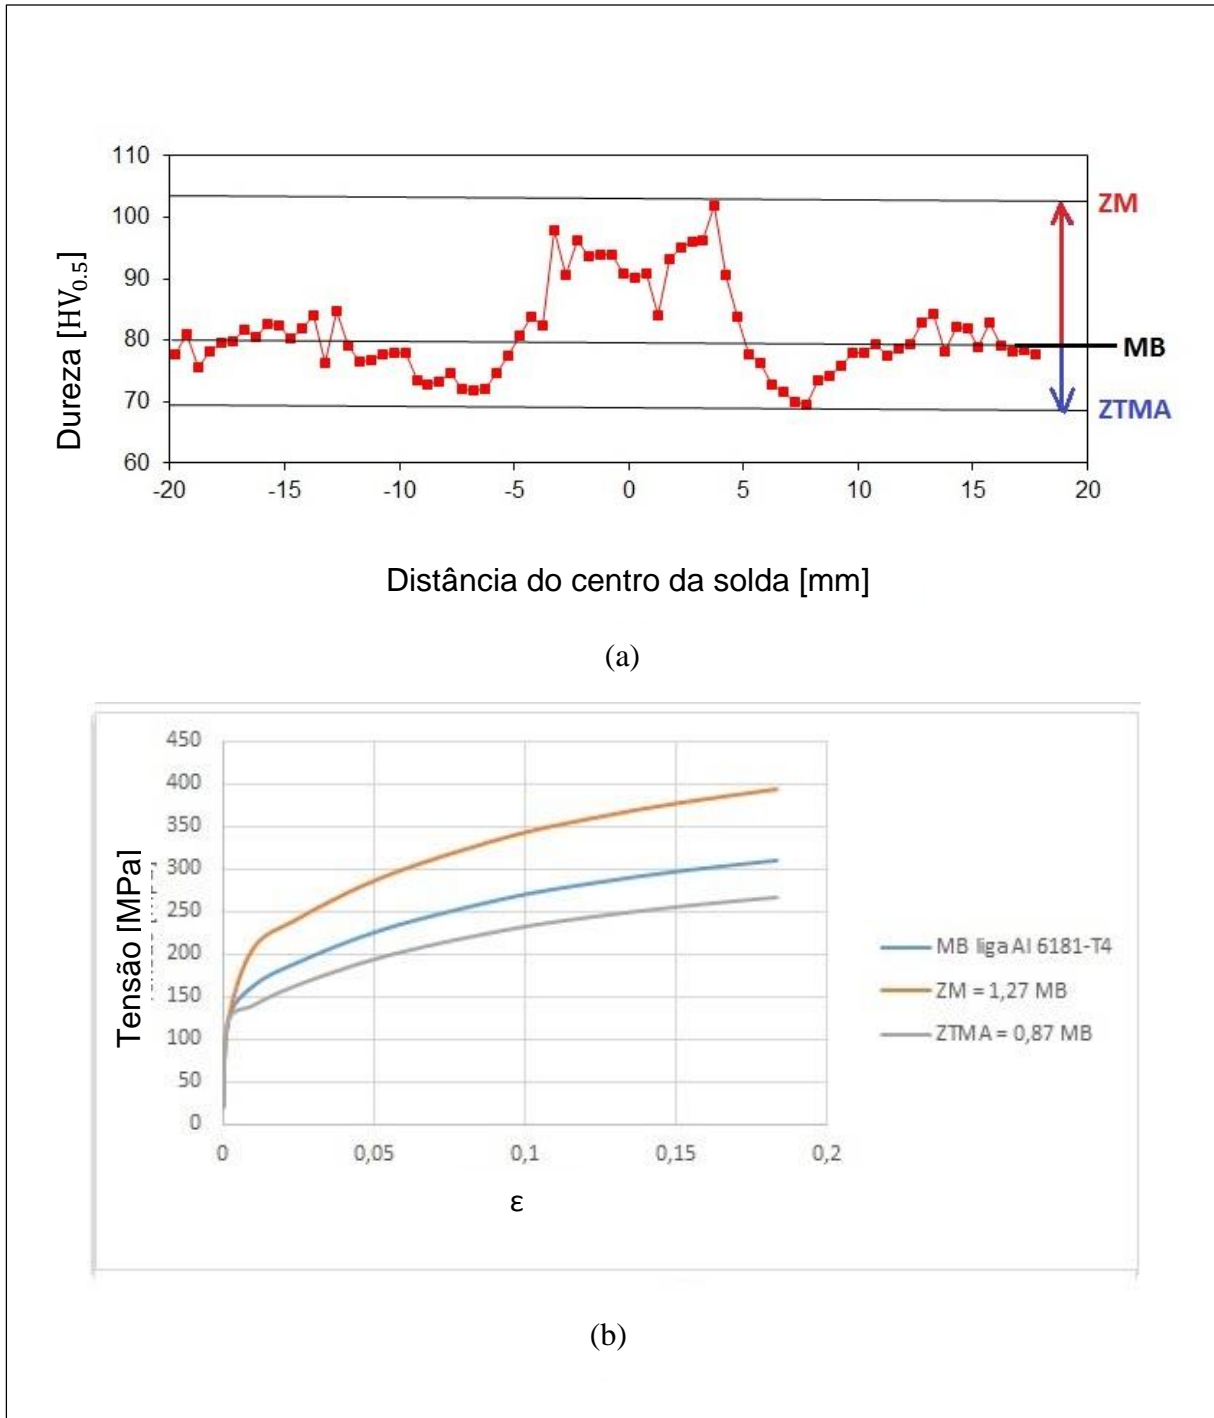 110
100
90
80
70
60
Dureza [HV0.5]
ZM
MB
ZTMA
-20 -15 -10 -5 0 5 10 15 20
Distância do centro da solda [mm]
(a)
450
400
350
300
250
200
150
100
50
0
Tensão [MPa]
0 0,05 0,1 0,15 0,2
ε
MB liga Al 6181-T4
ZM = 1,27 MB
ZTMA = 0,87 MB
(b)